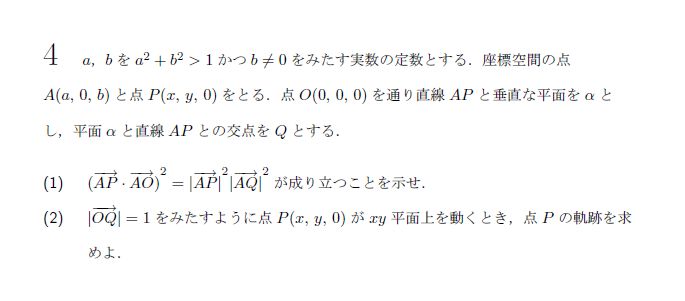 4 a, b を a² + b² > 1 かつ b ≠ 0 をみたす実数の定数とする．座標空間の点
A(a, 0, b) と点 P(x, y, 0) をとる．点 O(0, 0, 0) を通り直線 AP と垂直な平面を α と
し，平面 α と直線 AP との交点を Q とする．
(1) (\overrightarrow{AP} · \overrightarrow{AO})² = |\overrightarrow{AP}|²|\overrightarrow{AQ}|² が成り立つことを示せ．
(2) |\overrightarrow{OQ}| = 1 をみたすように点 P(x, y, 0) が xy 平面上を動くとき，点 P の軌跡を求
めよ．